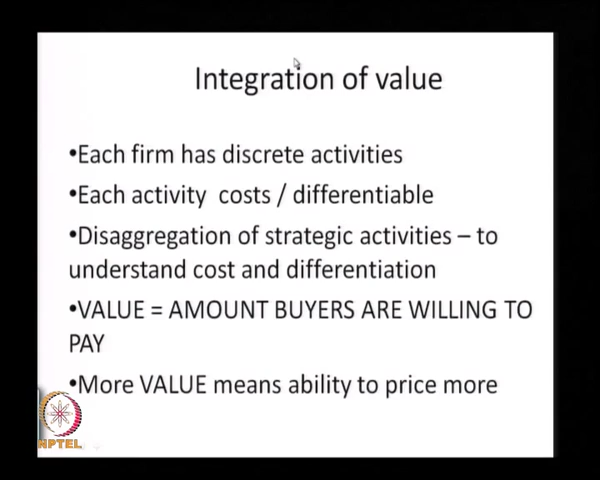 Integration of value
•Each firm has discrete activities
•Each activity costs / differentiable
•Disaggregation of strategic activities – to
understand cost and differentiation
•VALUE = AMOUNT BUYERS ARE WILLING TO
PAY
•More VALUE means ability to price more
NPTEL